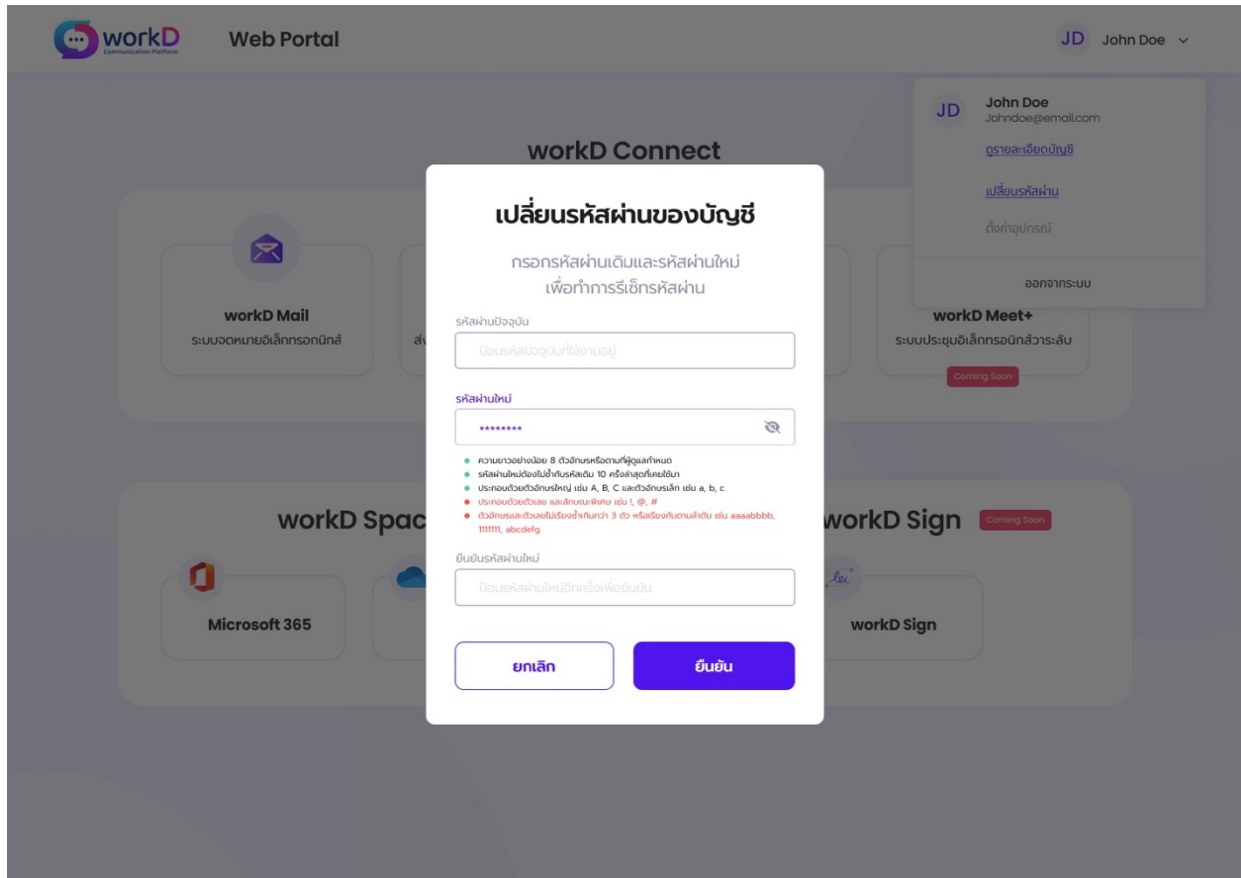 workD
Communication Platform
Web Portal
JD
John Doe
JD
John Doe
Johndoe@email.com
ดูรายละเอียดบัญชี
เปลี่ยนรหัสผ่าน
ตั้งค่าอุปกรณ์
ออกจากระบบ
workD Connect
workD Mail
ระบบจดหมายอิเล็กทรอกนิกส์
ส่ง
workD Meet+
ระบบประชุมอิเล็กทรอนิกส์วาระลับ
Coming Soon
เปลี่ยนรหัสผ่านของบัญชี
กรอกรหัสผ่านเดิมและรหัสผ่านใหม่
เพื่อทำการรีเซ็ทรหัสผ่าน
รหัสผ่านปัจจุบัน
ป้อนรหัสปัจจุบันที่ใช้งานอยู่
รหัสผ่านใหม่
********
ความยาวอย่างน้อย 8 ตัวอักษรหรือตามที่ผู้ดูแลกำหนด
รหัสผ่านใหม่ต้องไม่ซ้ำกับรหัสเดิม 10 ครั้งล่าสุดที่เคยใช้มา
ประกอบด้วยตัวอักษรใหญ่ เช่น A, B, C และตัวอักษรเล็ก เช่น a, b, c
ประกอบด้วยตัวเลข และลักษณะพิเศษ เช่น !, @, #
ตัวอักษรและตัวเลขไม่เรียงซ้ำเกินกว่า 3 ตัว หรือเรียงกันตามลำดับ เช่น aaaabbbb,
1111111, abcdefg
ยืนยันรหัสผ่านใหม่
ป้อนรหัสผ่านใหม่อีกครั้งเพื่อยืนยัน
ยกเลิก
ยืนยัน
workD Spac
workD Sign
Coming Soon
Microsoft 365
workD Sign